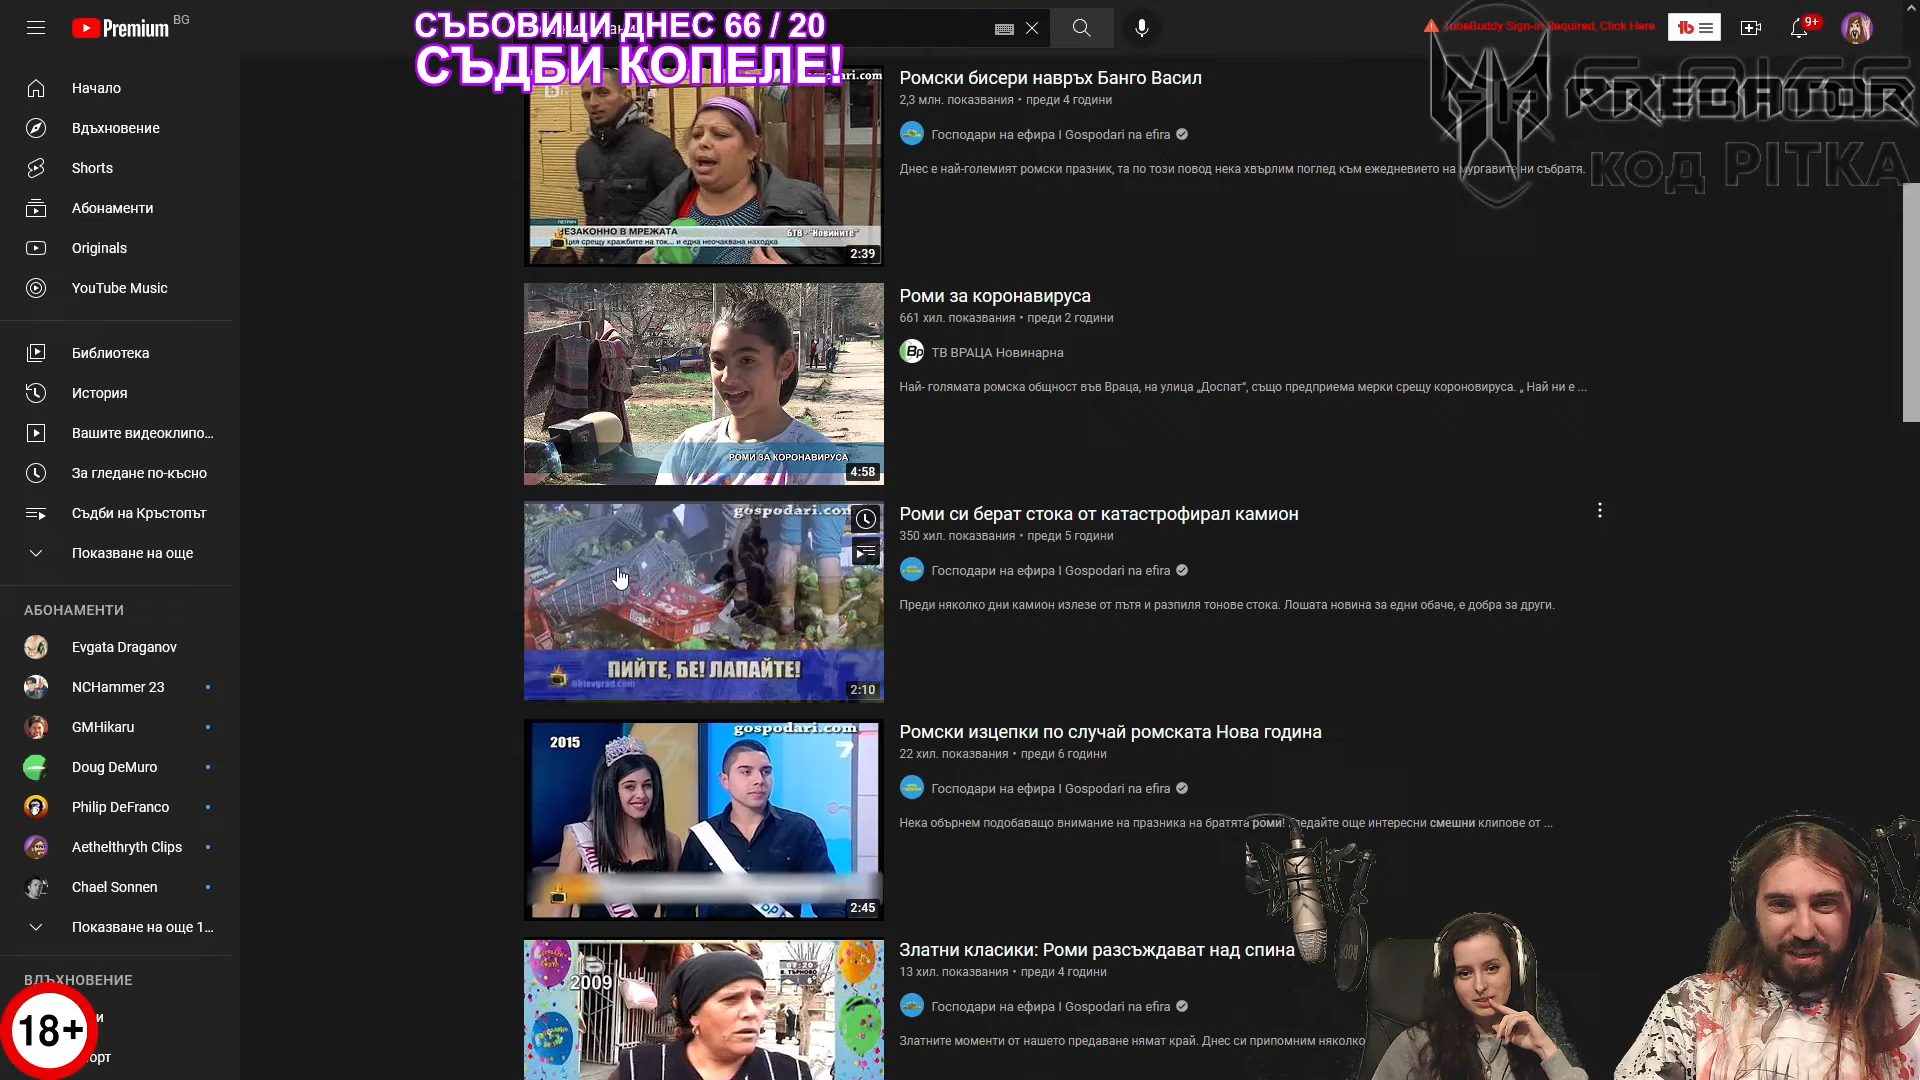 Premium BG
СЪБОВИЦИ ДНЕС 66 / 20
СЪДБИ КОПЕЛЕ!
TubeBuddy Sign-in Required, Click Here
9+
PREDATOR
код PITKA
Начало
Вдъхновение
Shorts
Абонаменти
Originals
YouTube Music
Библиотека
История
Вашите видеоклипо...
За гледане по-късно
Съдби на Кръстопът
Показване на още
АБОНАМЕНТИ
Evgata Draganov
NCHammer 23
GMHikaru
Doug DeMuro
Philip DeFranco
Aethelthryth Clips
Chael Sonnen
Показване на още 1...
ВДЪХНОВЕНИЕ
18+
gospodari.com
bTV
ПЕТРИЧ
НЕЗАКОННО В МРЕЖАТА
БТВ - "Новините"
ция срещу кражбите на ток... и една неочаквана находка
2:39
Ромски бисери навръх Банго Васил
2,3 млн. показвания • преди 4 години
Господари на ефира I Gospodari na efira
Днес е най-големият ромски празник, та по този повод нека хвърлим поглед към ежедневието на мургавите ни събратя.
РОМИ ЗА КОРОНАВИРУСА
4:58
Роми за коронавируса
661 хил. показвания • преди 2 години
Вр ТВ ВРАЦА Новинарна
Най- голямата ромска общност във Враца, на улица „Доспат“, също предприема мерки срещу короновируса. „ Най ни е ...
gospodari.com
ПИЙТЕ, БЕ! ЛАПАЙТЕ!
2:10
Роми си берат стока от катастрофирал камион
350 хил. показвания • преди 5 години
Господари на ефира I Gospodari na efira
Преди няколко дни камион излезе от пътя и разпиля тонове стока. Лошата новина за едни обаче, е добра за други.
2015
gospodari.com
7
2:45
Ромски изцепки по случай ромската Нова година
22 хил. показвания • преди 6 години
Господари на ефира I Gospodari na efira
Нека обърнем подобаващо внимание на празника на братята роми! Гледайте още интересни смешни клипове от ...
2009
В. ТЪРНОВО
Златни класики: Роми разсъждават над спина
13 хил. показвания • преди 4 години
Господари на ефира I Gospodari na efira
Златните моменти от нашето предаване нямат край. Днес си припомним няколко